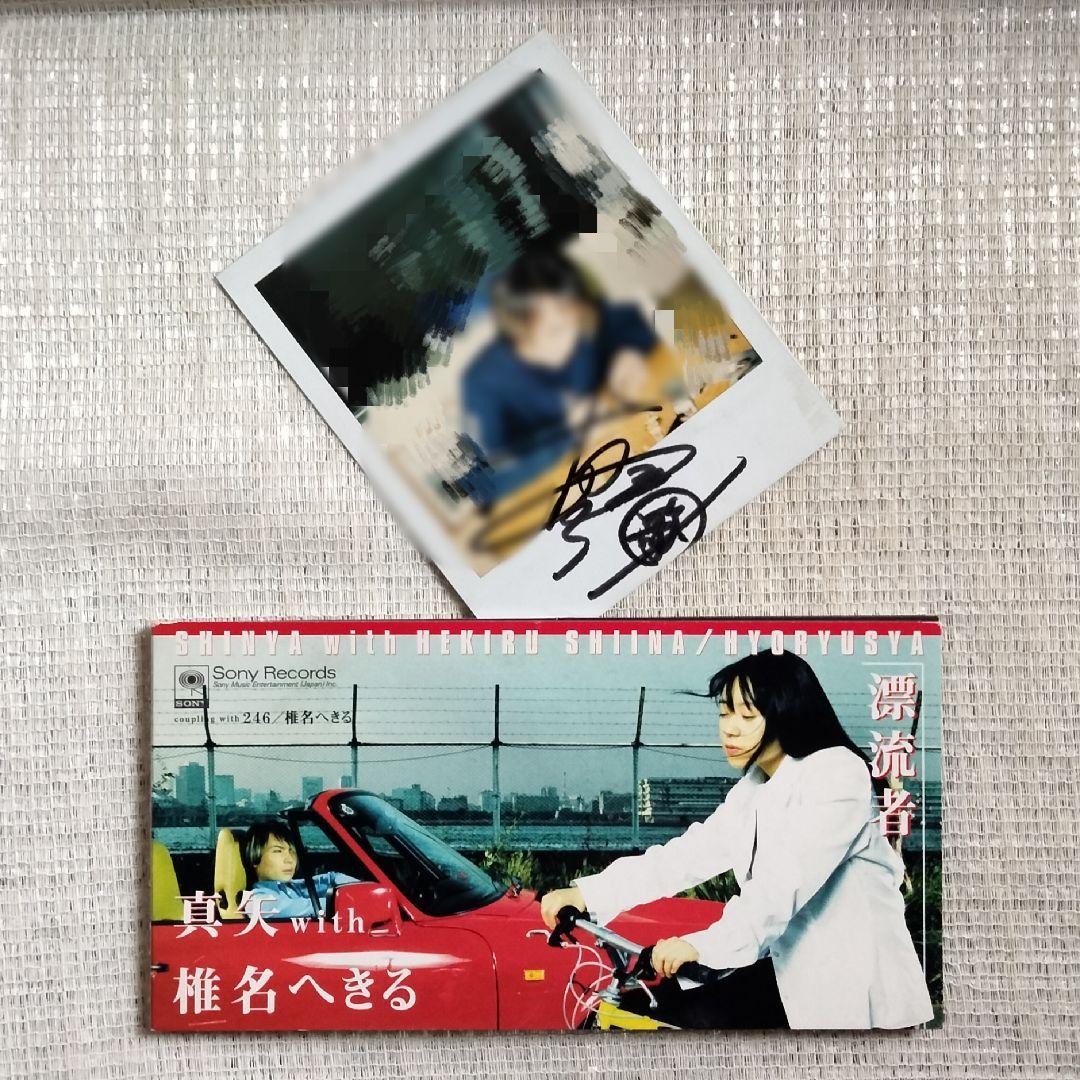 SHINYA with HEKIRU SHIINA/HYORYUSYA
Sony Records
Sony Music Entertainment (Japan) Inc.
SONY
coupling with 246／椎名へきる
漂流者
真矢 with
椎名へきる